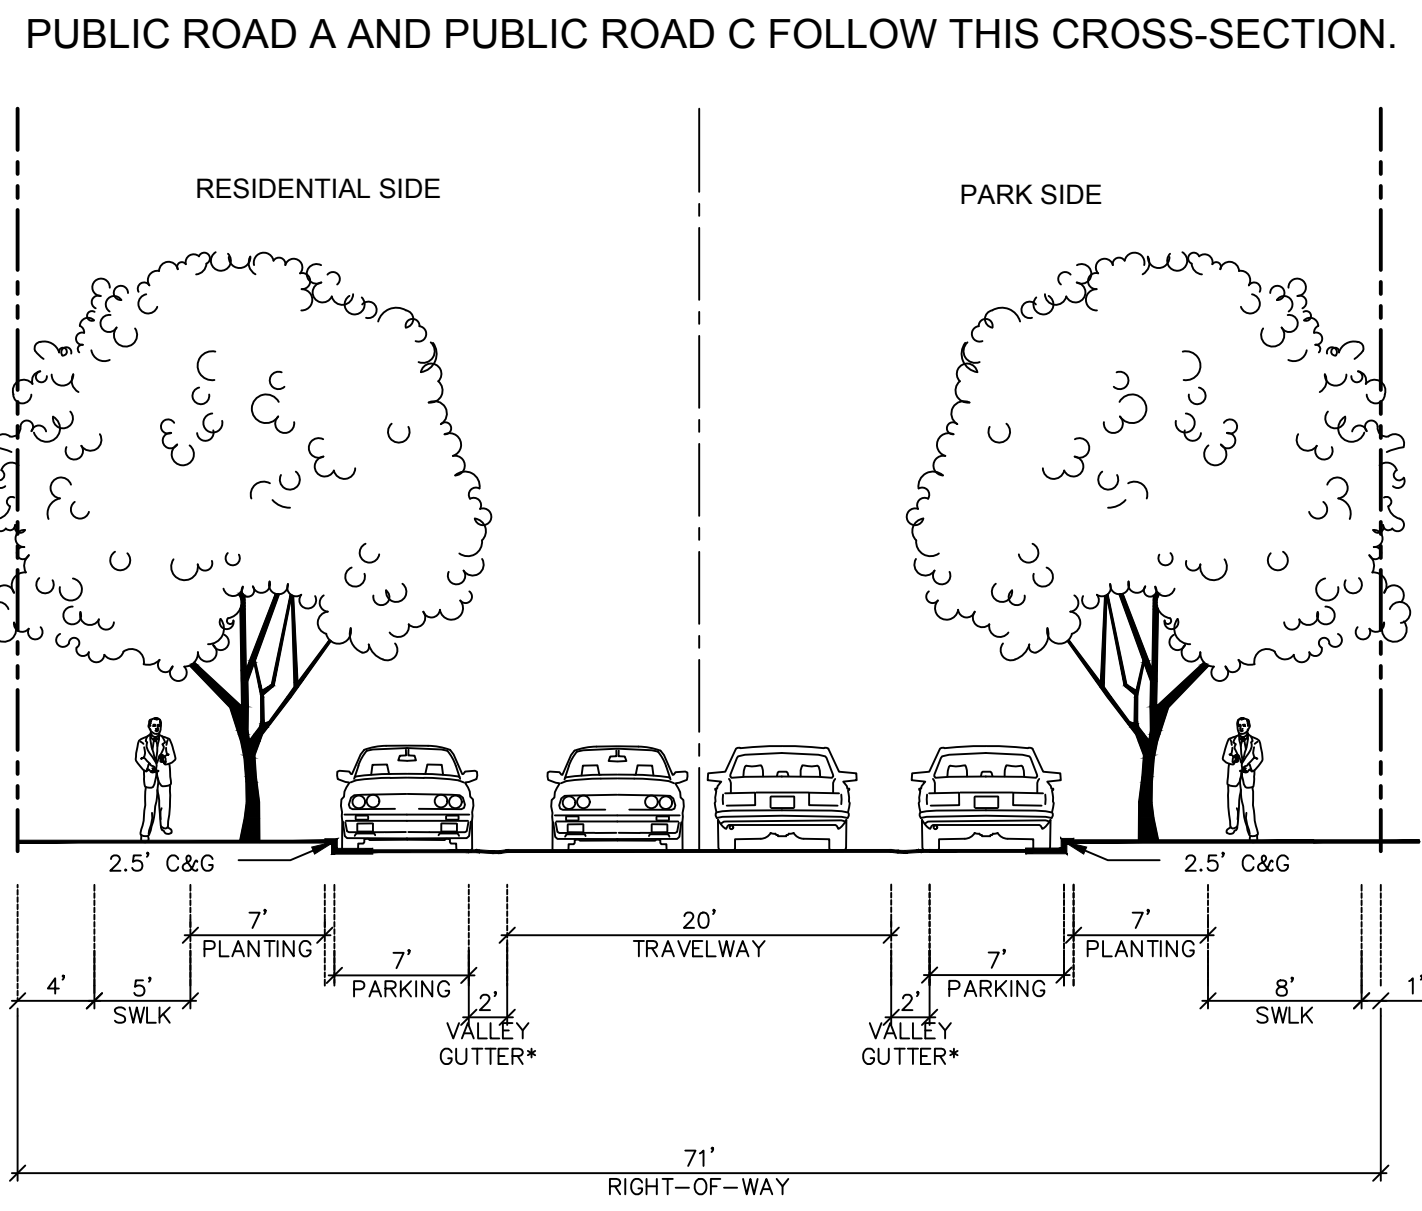 PUBLIC ROAD A AND PUBLIC ROAD C FOLLOW THIS CROSS-SECTION.
RESIDENTIAL SIDE
PARK SIDE
2.5' C&G
2.5' C&G
7'
PLANTING
20'
TRAVELWAY
7'
PLANTING
7'
PARKING
7'
PARKING
4'
5'
SWLK
2'
VALLEY
GUTTER*
2'
VALLEY
GUTTER*
8'
SWLK
1'
71'
RIGHT-OF-WAY